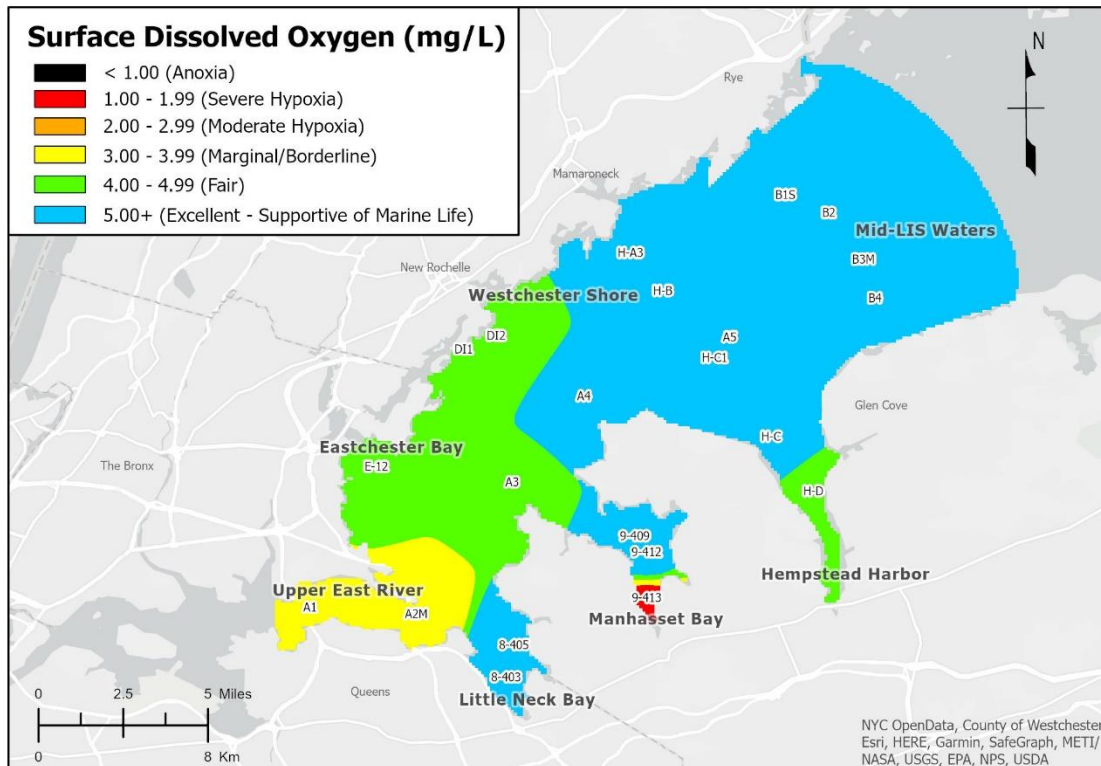 Surface Dissolved Oxygen (mg/L)
< 1.00 (Anoxia)
1.00 - 1.99 (Severe Hypoxia)
2.00 - 2.99 (Moderate Hypoxia)
3.00 - 3.99 (Marginal/Borderline)
4.00 - 4.99 (Fair)
5.00+ (Excellent - Supportive of Marine Life)
N
Rye
Mamaroneck
B1S
B2
Mid-LIS Waters
H-A3
B3M
New Rochelle
Westchester Shore
H-B
B4
DI2
DI1
A5
H-C1
A4
Glen Cove
H-C
Eastchester Bay
The Bronx
E-12
A3
H-D
9-409
9-412
Hempstead Harbor
Upper East River
9-413
A1
A2M
Manhasset Bay
8-405
8-403
Queens
Little Neck Bay
0 2.5 5 Miles
0 8 Km
NYC OpenData, County of Westchester
Esri, HERE, Garmin, SafeGraph, METI/
NASA, USGS, EPA, NPS, USDA